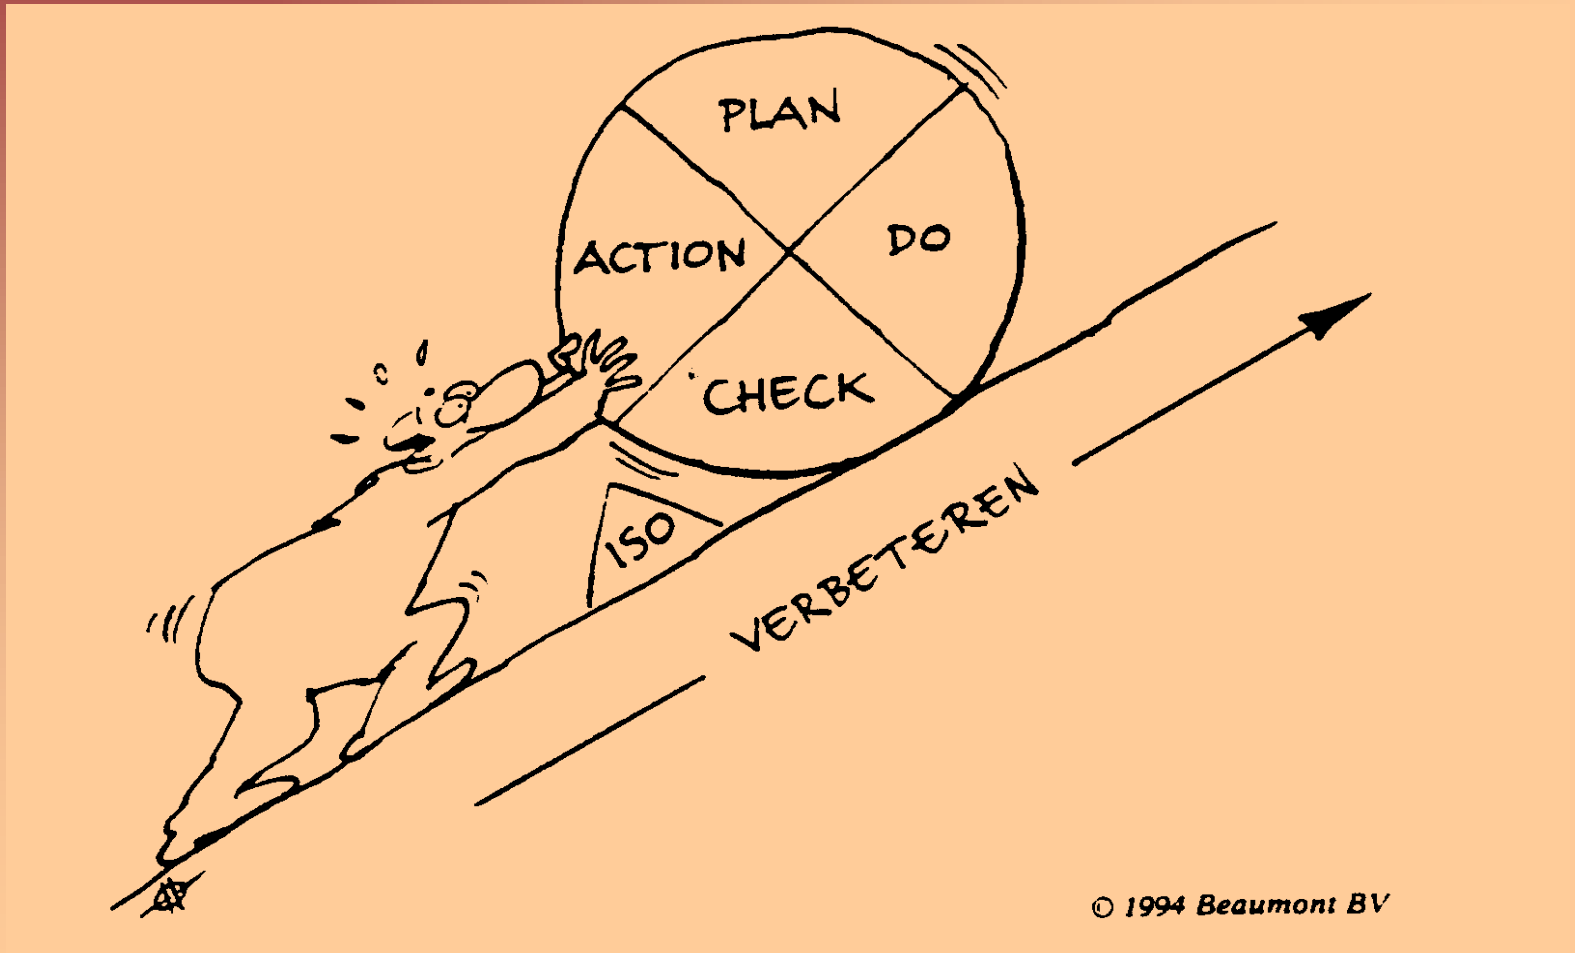 PLAN
ACTION
DO
CHECK
ISO
VERBETEREN
© 1994 Beaumont BV